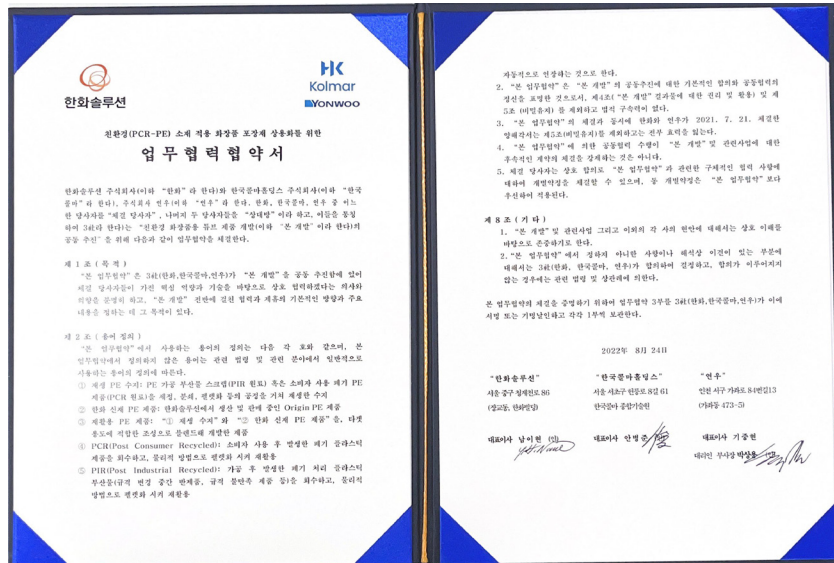 한화솔루션
HK
Kolmar
YONWOO
친환경(PCR-PE) 소재 적용 화장품 포장재 상용화를 위한
업무협력협약서
한화솔루션 주식회사(이하 “한화”라 한다)와 한국콜마홀딩스 주식회사(이하 “한국
콜마”라 한다), 주식회사 연우(이하 “연우”라 한다. 한화, 한국콜마, 연우 중 어느
한 당사자를 “체결 당사자”, 나머지 두 당사자들을 “상대방”이라 하고, 이들을 통칭
하여 3社라 한다)는 “친환경 화장품용 튜브 제품 개발(이하 “본 개발”이라 한다)의
공동 추진”을 위해 다음과 같이 업무협약을 체결한다.
제 1 조 ( 목 적 )
“본 업무협약”은 3社(한화,한국콜마,연우)가 “본 개발”을 공동 추진함에 있어
체결 당사자들이 가진 핵심 역량과 기술을 바탕으로 상호 협력하겠다는 의사와
의향을 분명히 하고, “본 개발” 전반에 걸친 협력과 제휴의 기본적인 방향과 주요
내용을 정하는 데 그 목적이 있다.
제 2 조 ( 용어 정의 )
“본 업무협약”에서 사용하는 용어의 정의는 다음 각 호와 같으며, 본
업무협약에서 정의하지 않은 용어는 관련 법령 및 관련 분야에서 일반적으로
사용하는 용어의 정의에 따른다.
① 재생 PE 수지: PE 가공 부산물 스크랩(PIR 원료) 혹은 소비자 사용 폐기 PE
제품(PCR 원료)을 재정, 분쇄, 펠렛화 등의 공정을 거쳐 재생한 수지
② 한화 신재 PE 제품: 한화솔루션에서 생산 및 판매 중인 Origin PE 제품
③ 재활용 PE 제품: “① 재생 수지”와 “② 한화 신재 PE 제품”을, 타겟
용도에 적합한 조성으로 블렌드해 개발한 제품
④ PCR(Post Consumer Recycled): 소비자 사용 후 발생한 폐기 플라스틱
제품을 회수하고, 물리적 방법으로 펠렛화 시켜 재활용
⑤ PIR(Post Industrial Recycled): 가공 후 발생한 폐기 처리 플라스틱
부산물(규격 변경 중간 반제품, 규격 불만족 제품 등)을 회수하고, 물리적
방법으로 펠렛화 시켜 재활용
자동적으로 연장하는 것으로 한다.
2. “본 업무협약”은 “본 개발”의 공동추진에 대한 기본적인 합의와 공동협력의
정신을 표명한 것으로서, 제4조(“본 개발” 결과물에 대한 권리 및 활용) 및 제
5조 (비밀유지) 를 제외하고 법적 구속력이 없다.
3. “본 업무협약”의 체결과 동시에 한화와 연우가 2021. 7. 21. 체결한
양해각서는 제5조(비밀유지)를 제외하고는 전부 효력을 잃는다.
4. “본 업무협약”에 의한 공동협력 수행이 “본 개발” 및 관련사업에 대한
후속적인 계약의 체결을 강제하는 것은 아니다.
5. 체결 당사자는 상호 합의로 “본 업무협약”과 관련한 구체적인 협력 사항에
대하여 개별약정을 체결할 수 있으며, 동 개별약정은 “본 업무협약”보다
우선하여 적용된다.
제 8 조 ( 기 타 )
1. “본 개발” 및 관련사업 그리고 이외의 각 사의 현안에 대해서는 상호 이해를
바탕으로 존중하기로 한다.
2. “본 업무협약”에서 정하지 아니한 사항이나 해석상 이견이 있는 부분에
대해서는 3社(한화, 한국콜마, 연우)가 합의하여 결정하고, 합의가 이루어지지
않는 경우에는 관련 법령 및 상관례에 의한다.
본 업무협약의 체결을 증명하기 위하여 업무협약 3부를 3社(한화,한국콜마,연우)가 이에
서명 또는 기명날인하고 각각 1부씩 보관한다.
2022년 8월 24일
“한화솔루션” “한국콜마홀딩스” “연우”
서울 중구 청계천로 86 서울 서초구 헌릉로 8길 61 인천 서구 가좌로 84번길13
(장교동, 한화빌딩) 한국콜마 종합기술원 (가좌동 473-5)
대표이사 남이현 (인) 대표이사 안병준 대표이사 기중현
대리인 부사장 박상용